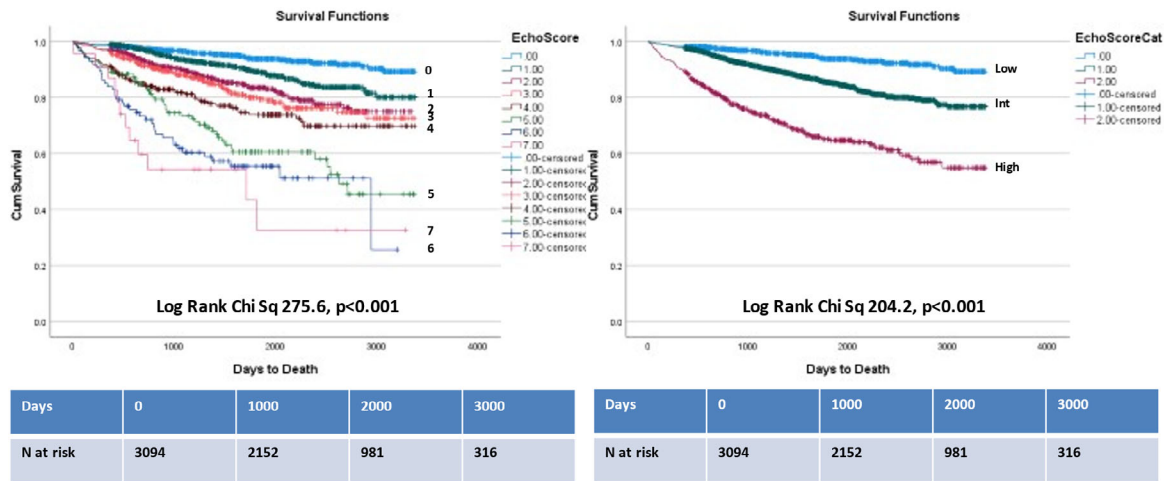 Survival Functions
1.0
0.8
0.6
0.4
0.2
0.0
Cum Survival
0
1
2
3
4
5
7
6
Log Rank Chi Sq 275.6, p<0.001
0
1000
2000
3000
4000
Days to Death
EchoScore
.00
1.00
2.00
3.00
4.00
5.00
6.00
7.00
.00-censored
1.00-censored
2.00-censored
3.00-censored
4.00-censored
5.00-censored
6.00-censored
7.00-censored
Survival Functions
1.0
0.8
0.6
0.4
0.2
0.0
Cum Survival
Low
Int
High
Log Rank Chi Sq 204.2, p<0.001
0
1000
2000
3000
4000
Days to Death
EchoScoreCat
.00
1.00
2.00
.00-censored
1.00-censored
2.00-censored
Days 0 1000 2000 3000
N at risk 3094 2152 981 316
Days 0 1000 2000 3000
N at risk 3094 2152 981 316